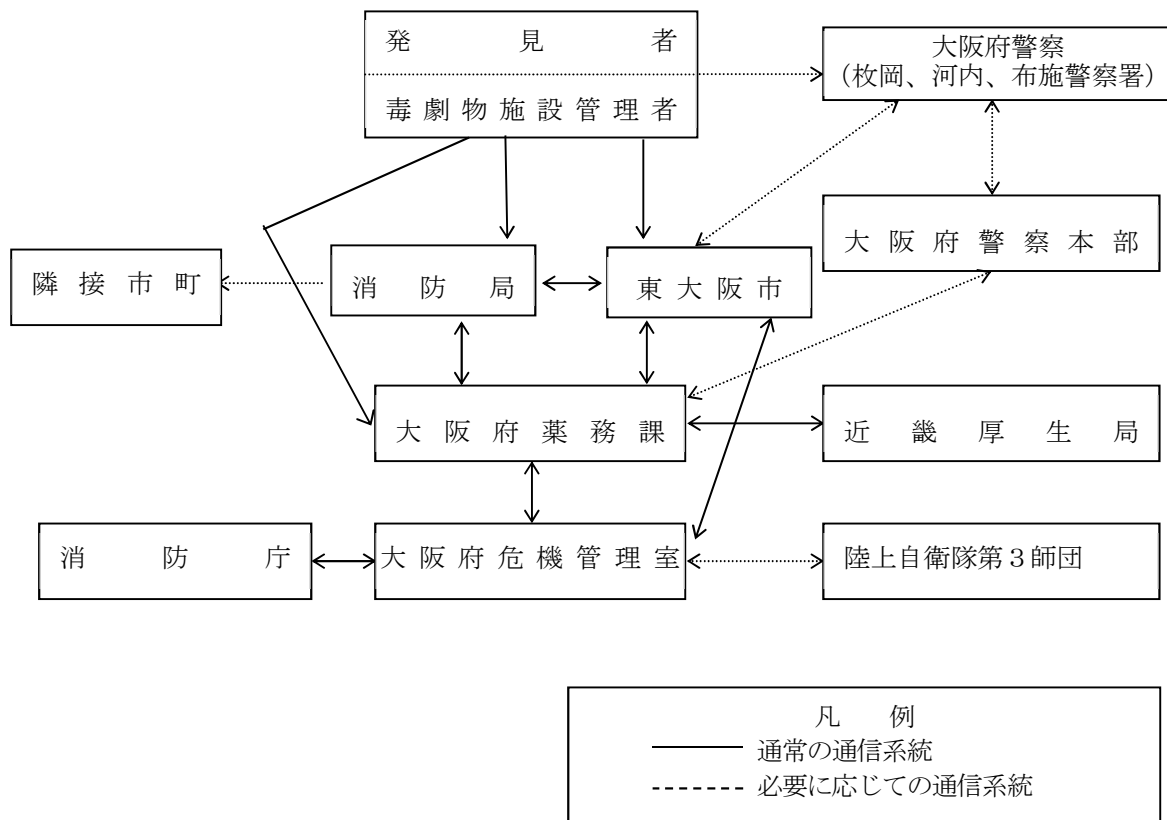 発見者
大阪府警察
(枚岡、河内、布施警察署)
毒劇物施設管理者
大阪府警察本部
隣接市町
消防局
東大阪市
大阪府薬務課
近畿厚生局
消防庁
大阪府危機管理室
陸上自衛隊第3師団
凡例
通常の通信系統
必要に応じての通信系統